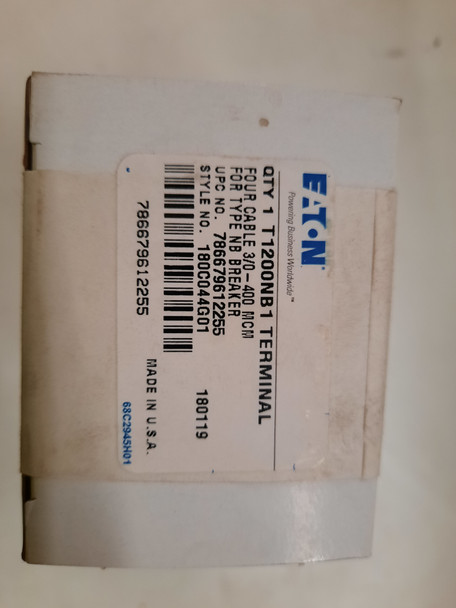 EATON
Powering Business Worldwide™
QTY 1 T1200NB1 TERMINAL
FOUR CABLE 3/0-400 MCM
FOR TYPE NB BREAKER
UPC NO. 786679612255
STYLE NO. 180C044G01 180119
786679612255 MADE IN U.S.A.
68C2945H01